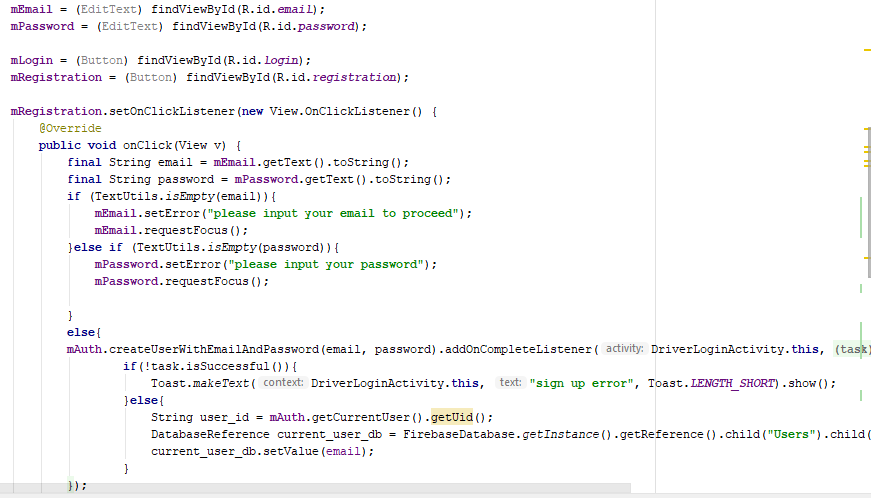 mEmail = (EditText) findViewById(R.id.email);
mPassword = (EditText) findViewById(R.id.password);
mLogin = (Button) findViewById(R.id.login);
mRegistration = (Button) findViewById(R.id.registration);
mRegistration.setOnClickListener(new View.OnClickListener() {
@Override
public void onClick(View v) {
final String email = mEmail.getText().toString();
final String password = mPassword.getText().toString();
if (TextUtils.isEmpty(email)){
mEmail.setError("please input your email to proceed");
mEmail.requestFocus();
}else if (TextUtils.isEmpty(password)){
mPassword.setError("please input your password");
mPassword.requestFocus();
}
else{
mAuth.createUserWithEmailAndPassword(email, password).addOnCompleteListener( activity: DriverLoginActivity.this, (task)
if(!task.isSuccessful()){
Toast.makeText( context: DriverLoginActivity.this, text: "sign up error", Toast.LENGTH_SHORT).show();
}else{
String user_id = mAuth.getCurrentUser().getUid();
DatabaseReference current_user_db = FirebaseDatabase.getInstance().getReference().child("Users").child(
current_user_db.setValue(email);
}
});